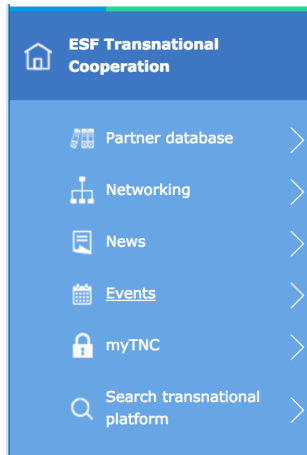 ESF Transnational
Cooperation
Partner database
Networking
News
Events
myTNC
Search transnational
platform